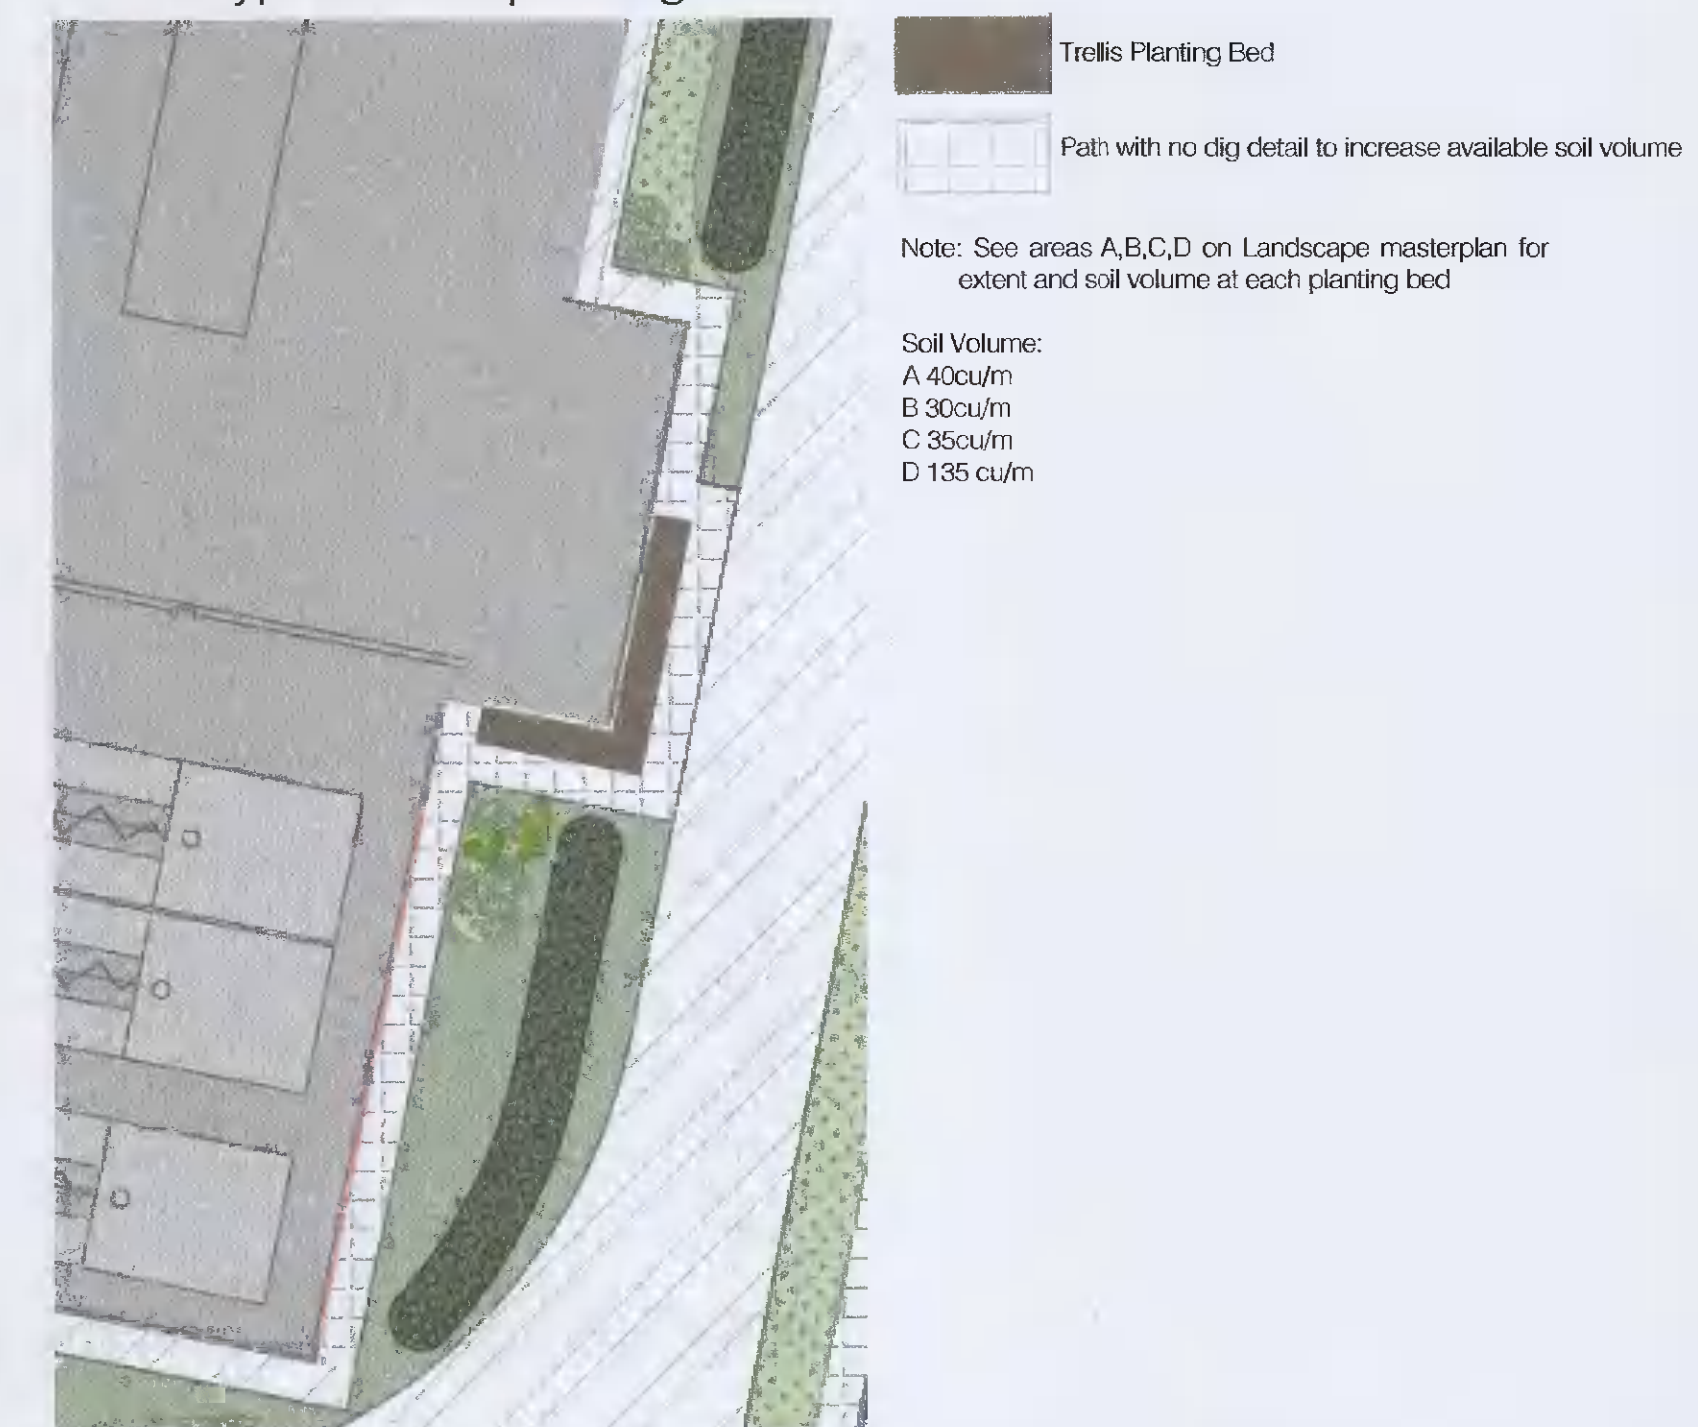 Trellis Planting Bed
Path with no dig detail to increase available soil volume
Note: See areas A,B,C,D on Landscape masterplan for
extent and soil volume at each planting bed
Soil Volume:
A 40cu/m
B 30cu/m
C 35cu/m
D 135 cu/m